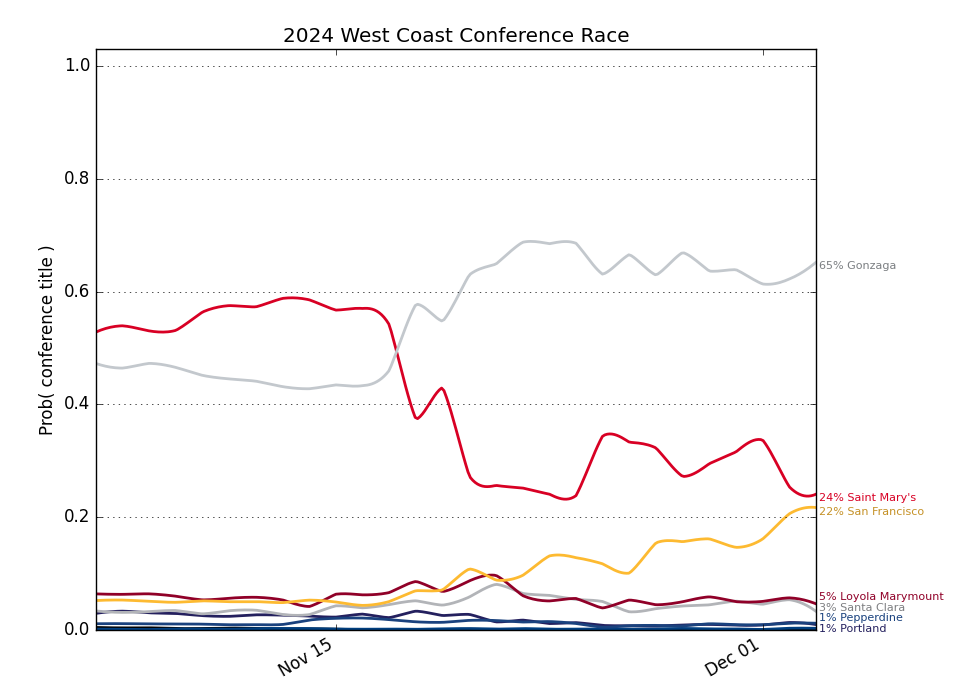 2024 West Coast Conference Race
1.0
0.8
0.6
0.4
0.2
0.0
Prob( conference title )
65% Gonzaga
24% Saint Mary's
22% San Francisco
5% Loyola Marymount
3% Santa Clara
1% Pepperdine
1% Portland
Nov 15
Dec 01